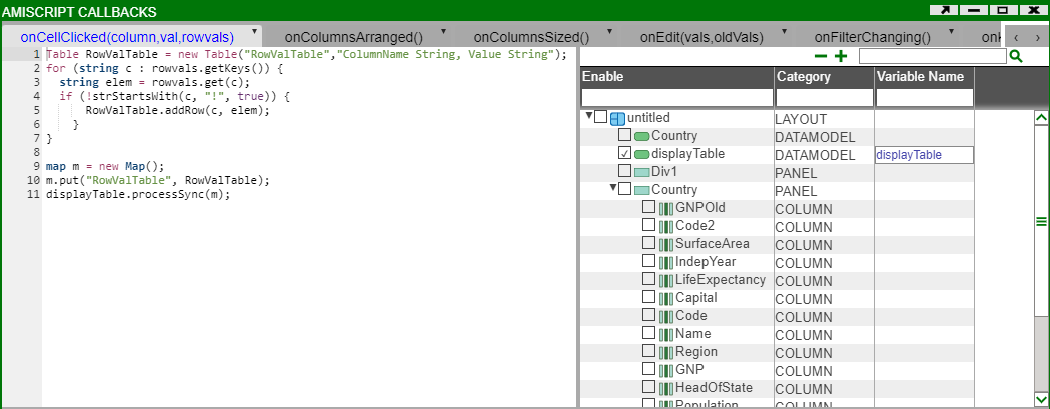 AMISCRIPT CALLBACKS
onCellClicked(column,val,rowvals) onColumnsArranged() onColumnsSized() onEdit(vals,oldVals) onFilterChanging()
1 Table RowValTable = new Table("RowValTable","ColumnName String, Value String");
2 for (string c : rowvals.getKeys()) {
3 string elem = rowvals.get(c);
4 if (!strStartsWith(c, "!", true)) {
5 RowValTable.addRow(c, elem);
6 }
7 }
8
9 map m = new Map();
10 m.put("RowValTable", RowValTable);
11 displayTable.processSync(m);
Enable Category Variable Name
untitled LAYOUT
Country DATAMODEL
displayTable DATAMODEL displayTable
Div1 PANEL
Country PANEL
GNPOld COLUMN
Code2 COLUMN
SurfaceArea COLUMN
IndepYear COLUMN
LifeExpectancy COLUMN
Capital COLUMN
Code COLUMN
Name COLUMN
Region COLUMN
GNP COLUMN
HeadOfState COLUMN
Population COLUMN